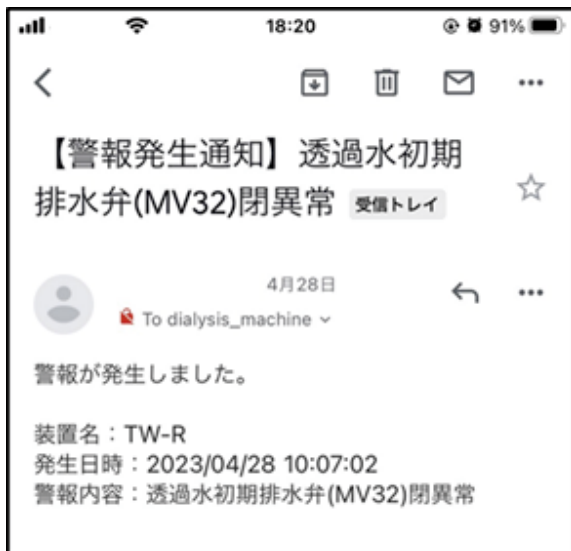 18:20
91%
【警報発生通知】透過水初期
排水弁(MV32)閉異常 受信トレイ
4月28日
To dialysis_machine
警報が発生しました。
装置名：TW-R
発生日時：2023/04/28 10:07:02
警報内容：透過水初期排水弁(MV32)閉異常